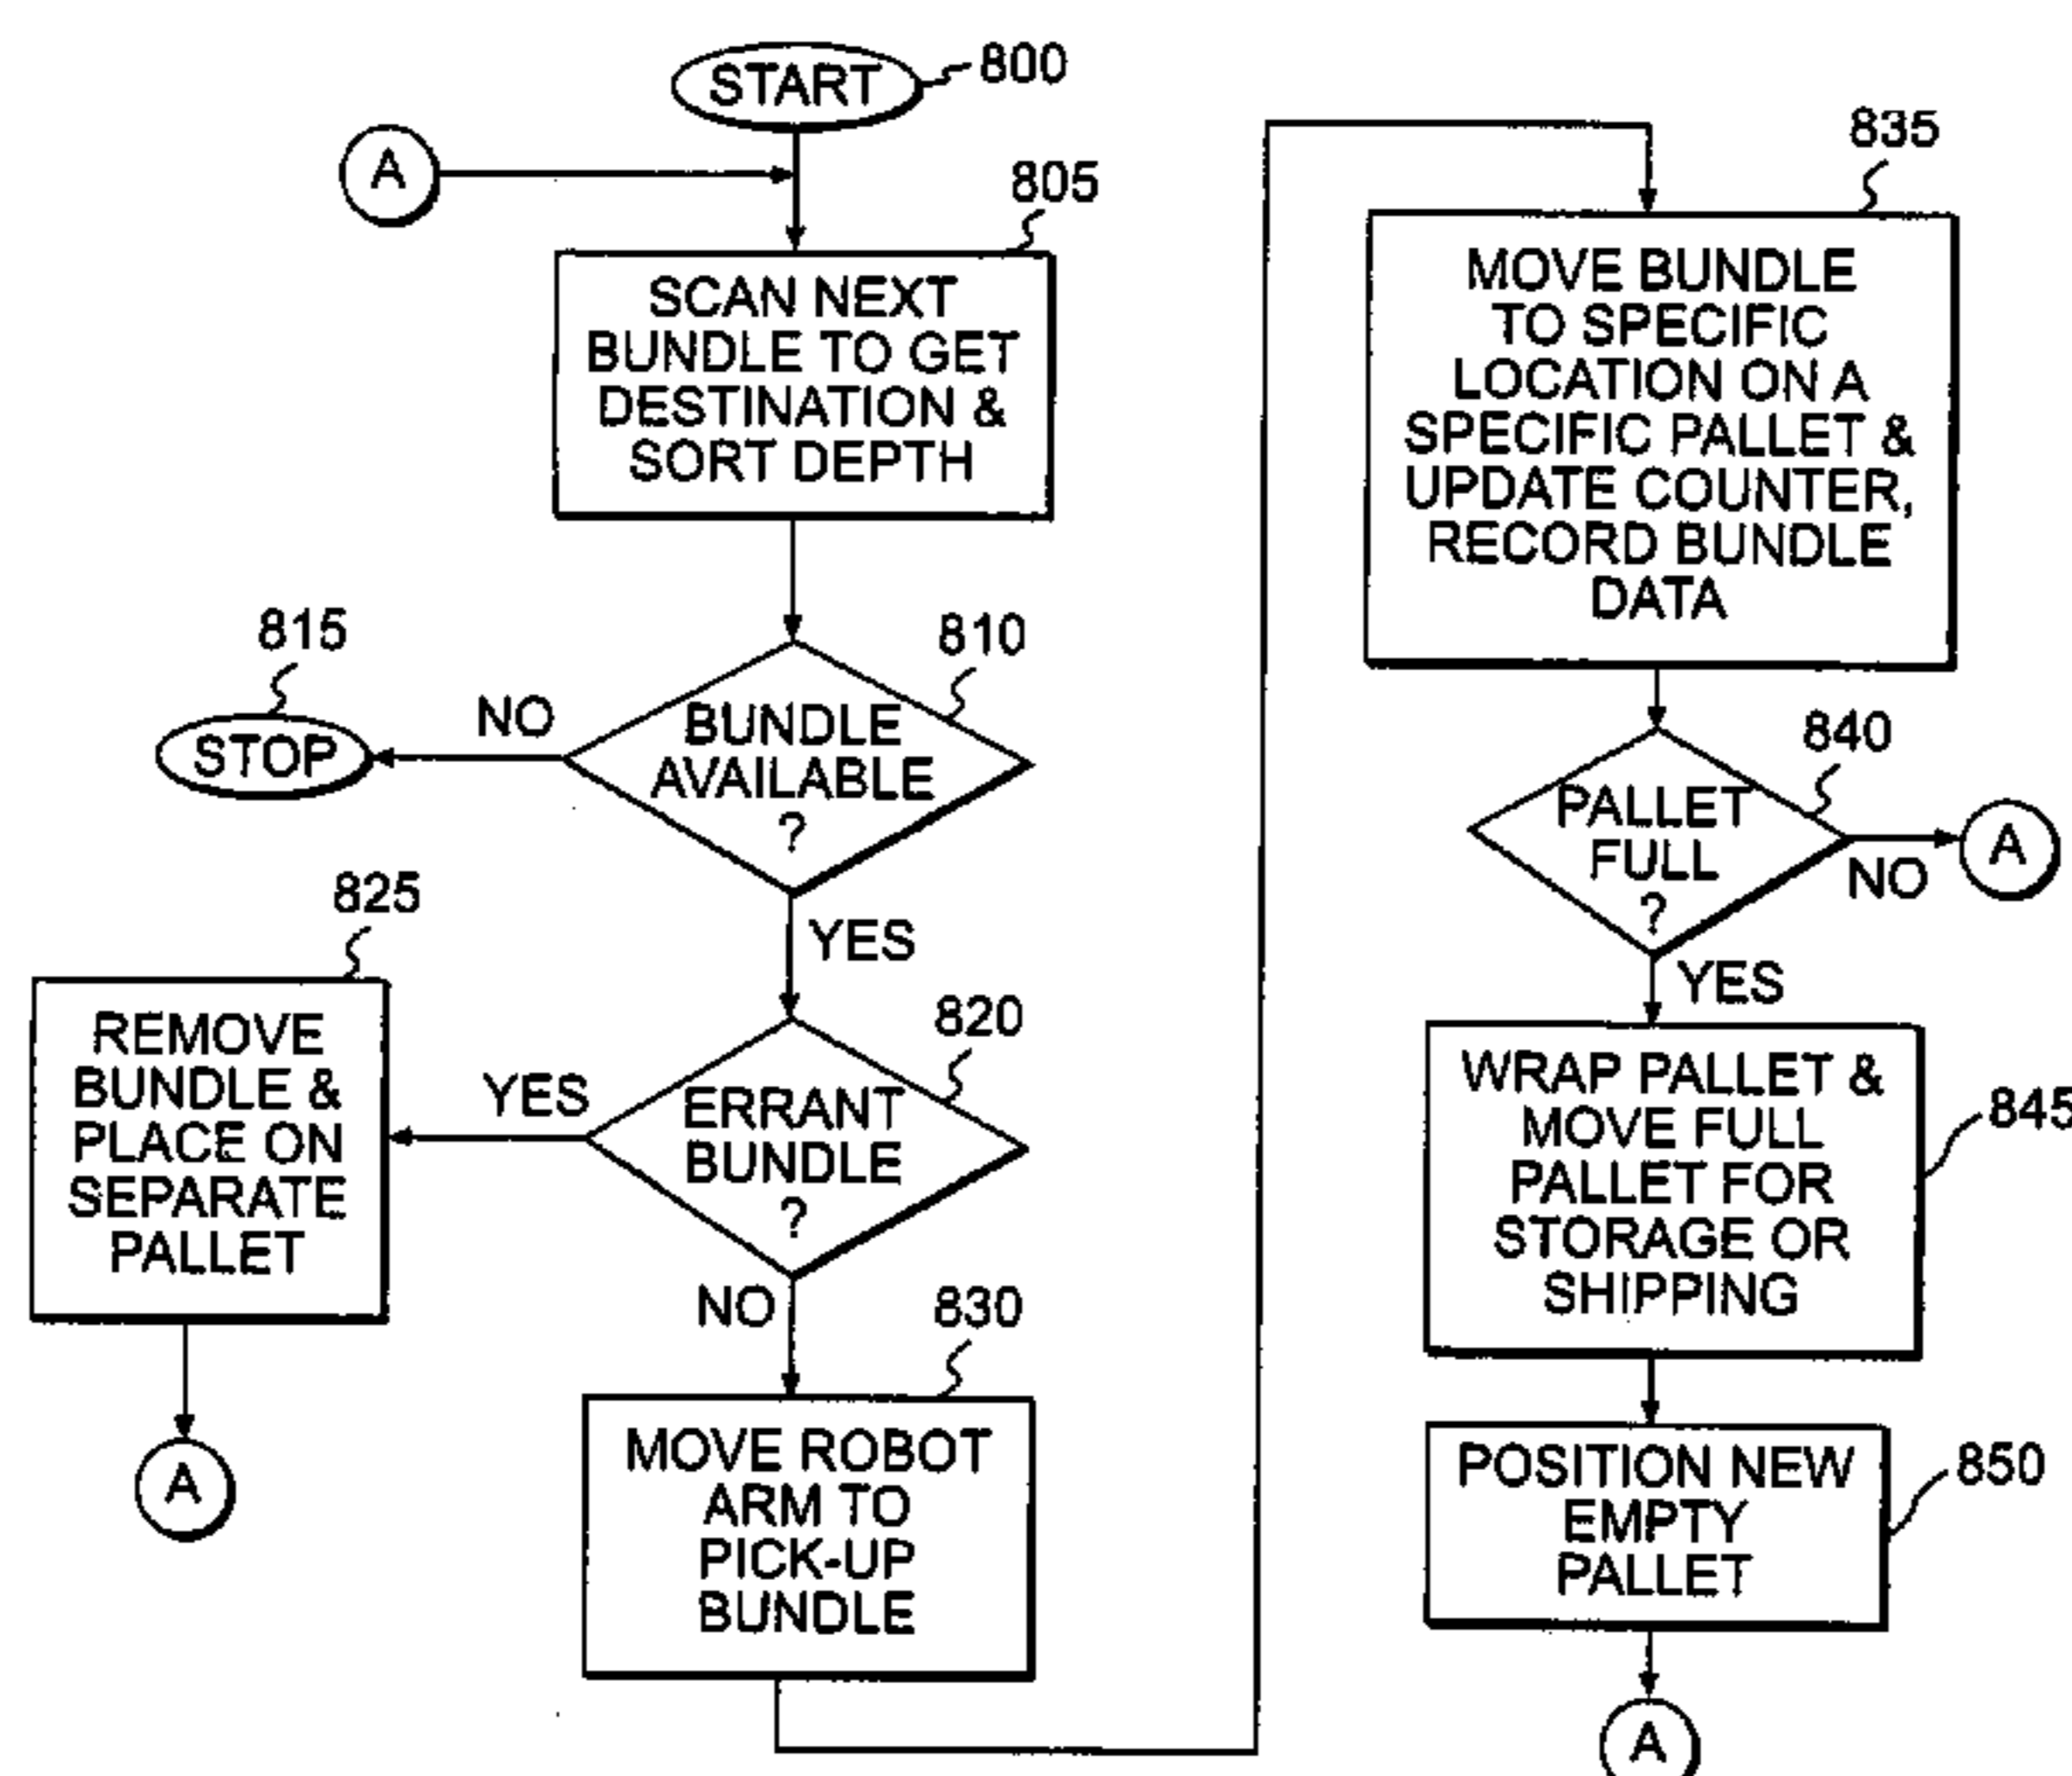 START
800
A
805
SCAN NEXT
BUNDLE TO GET
DESTINATION &
SORT DEPTH
815
STOP
NO
810
BUNDLE
AVAILABLE
?
YES
825
REMOVE
BUNDLE &
PLACE ON
SEPARATE
PALLET
A
YES
820
ERRANT
BUNDLE
?
NO
830
MOVE ROBOT
ARM TO
PICK-UP
BUNDLE
835
MOVE BUNDLE
TO SPECIFIC
LOCATION ON A
SPECIFIC PALLET &
UPDATE COUNTER,
RECORD BUNDLE
DATA
840
PALLET
FULL
?
NO
A
YES
WRAP PALLET &
MOVE FULL
PALLET FOR
STORAGE OR
SHIPPING
845
POSITION NEW
EMPTY
PALLET
850
A